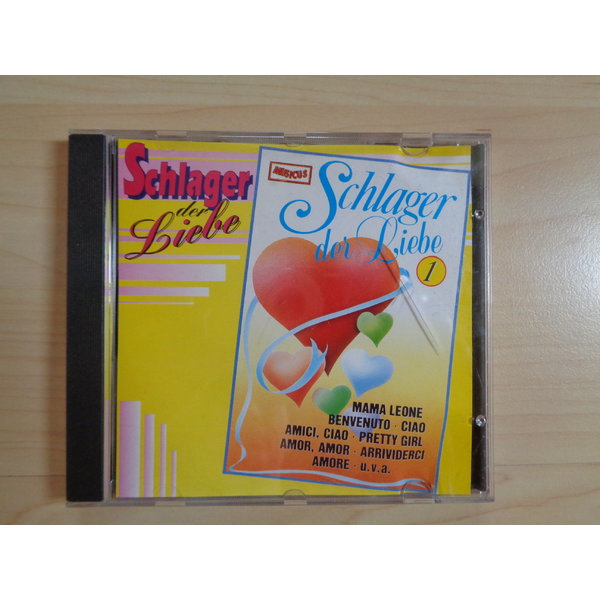 Schlager
der
Liebe
MUSICUS
Schlager
der Liebe
1
MAMA LEONE
BENVENUTO · CIAO
AMICI, CIAO · PRETTY GIRL
AMOR, AMOR · ARRIVIDERCI
AMORE · u.v.a.